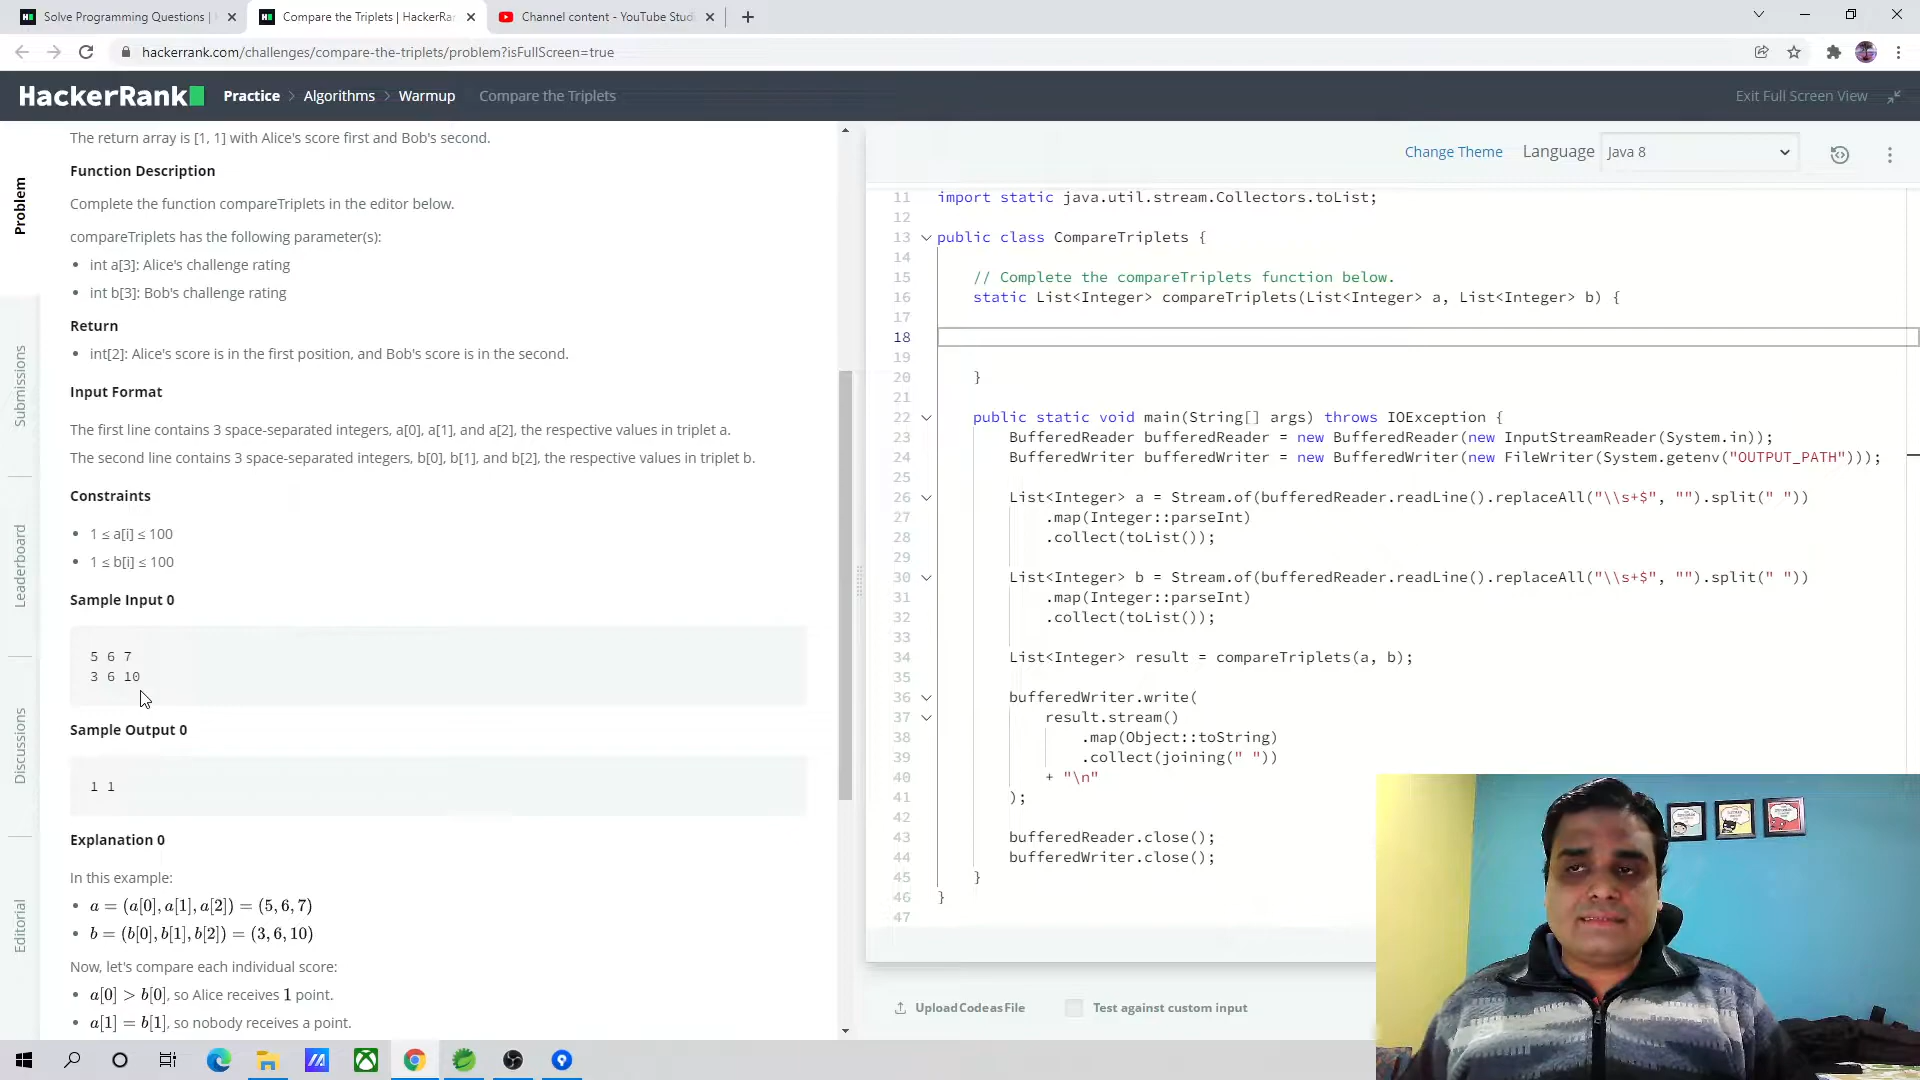 Solve Programming Questions |
Compare the Triplets | HackerRa
Channel content - YouTube Stud
hackerrank.com/challenges/compare-the-triplets/problem?isFullScreen=true
HackerRank
Practice > Algorithms > Warmup Compare the Triplets
Exit Full Screen View
Problem
Submissions
Leaderboard
Discussions
Editorial
The return array is [1, 1] with Alice's score first and Bob's second.
Function Description
Complete the function compareTriplets in the editor below.
compareTriplets has the following parameter(s):
• int a[3]: Alice's challenge rating
• int b[3]: Bob's challenge rating
Return
• int[2]: Alice's score is in the first position, and Bob's score is in the second.
Input Format
The first line contains 3 space-separated integers, a[0], a[1], and a[2], the respective values in triplet a.
The second line contains 3 space-separated integers, b[0], b[1], and b[2], the respective values in triplet b.
Constraints
• 1 ≤ a[i] ≤ 100
• 1 ≤ b[i] ≤ 100
Sample Input 0
5 6 7
3 6 10
Sample Output 0
1 1
Explanation 0
In this example:
• a = (a[0], a[1], a[2]) = (5, 6, 7)
• b = (b[0], b[1], b[2]) = (3, 6, 10)
Now, let's compare each individual score:
• a[0] > b[0], so Alice receives 1 point.
• a[1] = b[1], so nobody receives a point.
Change Theme Language Java 8
11 import static java.util.stream.Collectors.toList;
12
13 public class CompareTriplets {
14
15 // Complete the compareTriplets function below.
16 static List<Integer> compareTriplets(List<Integer> a, List<Integer> b) {
17
18
19
20 }
21
22 public static void main(String[] args) throws IOException {
23 BufferedReader bufferedReader = new BufferedReader(new InputStreamReader(System.in));
24 BufferedWriter bufferedWriter = new BufferedWriter(new FileWriter(System.getenv("OUTPUT_PATH")));
25
26 List<Integer> a = Stream.of(bufferedReader.readLine().replaceAll("\\s+$", "").split(" "))
27 .map(Integer::parseInt)
28 .collect(toList());
29
30 List<Integer> b = Stream.of(bufferedReader.readLine().replaceAll("\\s+$", "").split(" "))
31 .map(Integer::parseInt)
32 .collect(toList());
33
34 List<Integer> result = compareTriplets(a, b);
35
36 bufferedWriter.write(
37 result.stream()
38 .map(Object::toString)
39 .collect(joining(" "))
40 + "\n"
41 );
42
43 bufferedReader.close();
44 bufferedWriter.close();
45 }
46 }
47
Upload Code as File
Test against custom input